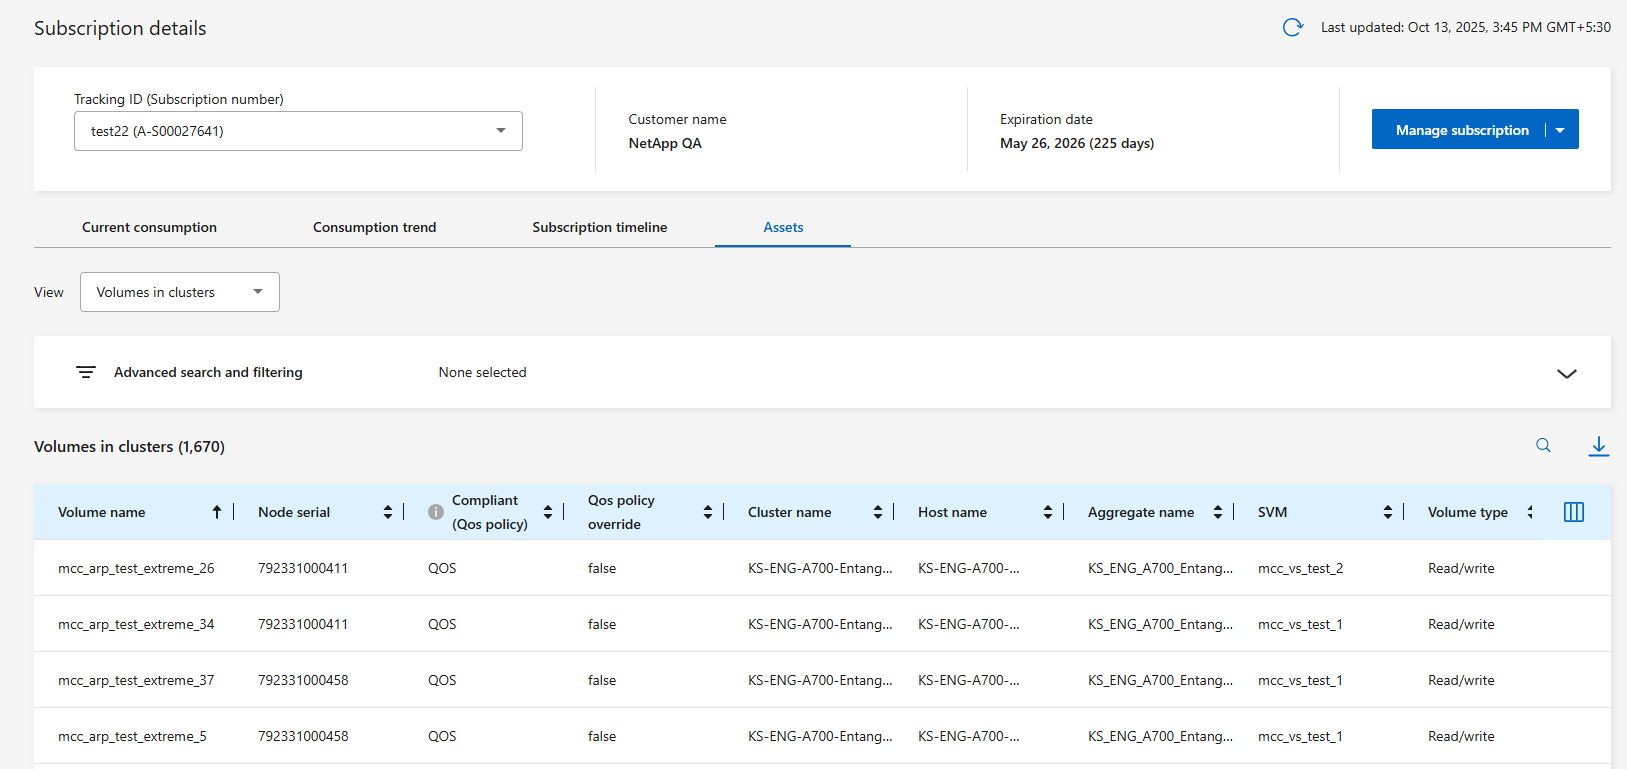 Subscription details
Last updated: Oct 13, 2025, 3:45 PM GMT+5:30
Tracking ID (Subscription number)
test22 (A-S00027641)
Customer name
NetApp QA
Expiration date
May 26, 2026 (225 days)
Manage subscription
Current consumption Consumption trend Subscription timeline Assets
View Volumes in clusters
Advanced search and filtering None selected
Volumes in clusters (1,670)
Volume name Node serial Compliant (Qos policy) Qos policy override Cluster name Host name Aggregate name SVM Volume type
mcc_arp_test_extreme_26 792331000411 QOS false KS-ENG-A700-Entang... KS-ENG-A700-... KS_ENG_A700_Entang... mcc_vs_test_2 Read/write
mcc_arp_test_extreme_34 792331000411 QOS false KS-ENG-A700-Entang... KS-ENG-A700-... KS_ENG_A700_Entang... mcc_vs_test_1 Read/write
mcc_arp_test_extreme_37 792331000458 QOS false KS-ENG-A700-Entang... KS-ENG-A700-... KS_ENG_A700_Entang... mcc_vs_test_1 Read/write
mcc_arp_test_extreme_5 792331000458 QOS false KS-ENG-A700-Entang... KS-ENG-A700-... KS_ENG_A700_Entang... mcc_vs_test_1 Read/write